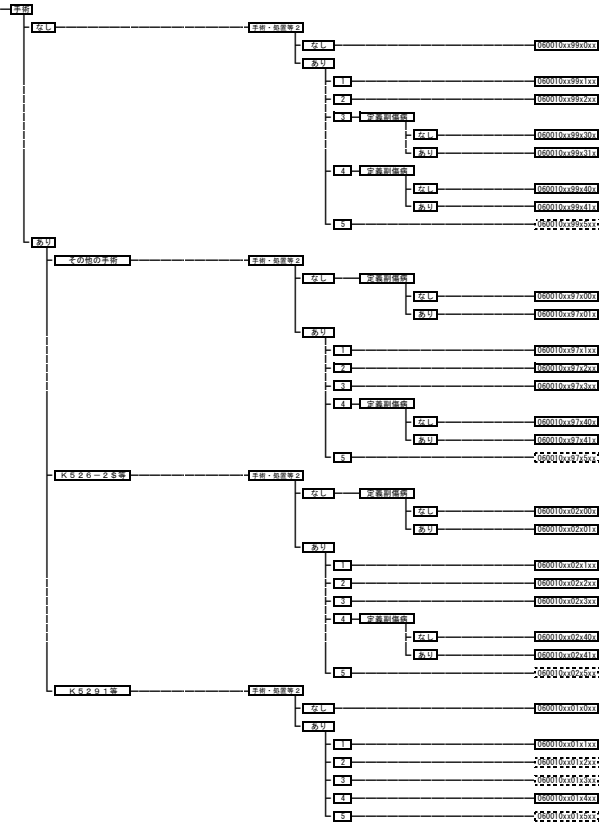 手術
なし 手術・処置等2
なし 060010xx99x0xx
あり
1 060010xx99x1xx
2 060010xx99x2xx
3 定義副傷病
なし 060010xx99x30x
あり 060010xx99x31x
4 定義副傷病
なし 060010xx99x40x
あり 060010xx99x41x
5 060010xx99x5xx
あり
その他の手術 手術・処置等2
なし 定義副傷病
なし 060010xx97x00x
あり 060010xx97x01x
あり
1 060010xx97x1xx
2 060010xx97x2xx
3 060010xx97x3xx
4 定義副傷病
なし 060010xx97x40x
あり 060010xx97x41x
5 060010xx97x5xx
K526-2$等 手術・処置等2
なし 定義副傷病
なし 060010xx02x00x
あり 060010xx02x01x
あり
1 060010xx02x1xx
2 060010xx02x2xx
3 060010xx02x3xx
4 定義副傷病
なし 060010xx02x40x
あり 060010xx02x41x
5 060010xx02x5xx
K5291等 手術・処置等2
なし 060010xx01x0xx
あり
1 060010xx01x1xx
2 060010xx01x2xx
3 060010xx01x3xx
4 060010xx01x4xx
5 060010xx01x5xx